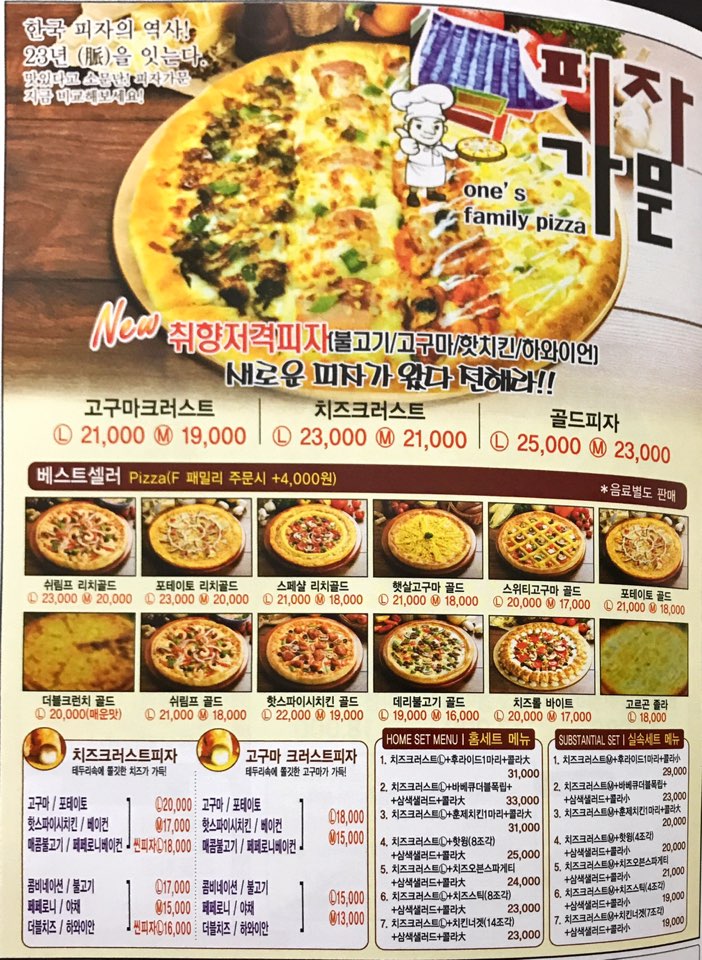 한국 피자의 역사!
23년 (脈)을 잇는다.
맛있다고 소문난! 피자가문
지금 비교해보세요!
피자
가문
one's
family pizza
New 취향저격피자(불고기/고구마/핫치킨/하와이언)
새로운 피자가 왔다 전해라!!
고구마크러스트
Ⓛ 21,000 Ⓜ 19,000
치즈크러스트
Ⓛ 23,000 Ⓜ 21,000
골드피자
Ⓛ 25,000 Ⓜ 23,000
베스트셀러 Pizza(F 패밀리 주문시 +4,000원)
*음료별도 판매
쉬림프 리치골드
Ⓛ 23,000 Ⓜ 20,000
포테이토 리치골드
Ⓛ 23,000 Ⓜ 20,000
스페샬 리치골드
Ⓛ 21,000 Ⓜ 18,000
햇살고구마 골드
Ⓛ 21,000 Ⓜ 18,000
스위티고구마 골드
Ⓛ 20,000 Ⓜ 17,000
포테이토 골드
Ⓛ 21,000 Ⓜ 18,000
더블크런치 골드
Ⓛ 20,000(매운맛)
쉬림프 골드
Ⓛ 21,000 Ⓜ 18,000
핫스파이시치킨 골드
Ⓛ 22,000 Ⓜ 19,000
데리불고기 골드
Ⓛ 19,000 Ⓜ 16,000
치즈롤 바이트
Ⓛ 20,000 Ⓜ 17,000
고르곤 졸라
Ⓛ 18,000
치즈크러스트피자
테두리속에 쫄깃한 치즈가 가득!
고구마 / 포테이토 Ⓛ20,000
핫스파이시치킨 / 베이컨 Ⓜ17,000
매콤불고기 / 페페로니베이컨 씬피자Ⓛ18,000
콤비네이션 / 불고기 Ⓛ17,000
페페로니 / 야채 Ⓜ15,000
더블치즈 / 하와이안 씬피자Ⓛ16,000
고구마 크러스트피자
테두리속에 쫄깃한 고구마가 가득!
고구마 / 포테이토 Ⓛ18,000
핫스파이시치킨 / 베이컨 Ⓜ15,000
매콤불고기 / 페페로니베이컨
콤비네이션 / 불고기 Ⓛ15,000
페페로니 / 야채 Ⓜ13,000
더블치즈 / 하와이안
HOME SET MENU | 홈세트 메뉴
1. 치즈크러스트Ⓛ+후라이드1마리+콜라大
31,000
2. 치즈크러스트Ⓛ+바베큐더블폭립+
+삼색샐러드+콜라大 33,000
3. 치즈크러스트Ⓛ+훈제치킨1마리+콜라大
31,000
4. 치즈크러스트Ⓛ+핫윙(8조각)
+삼색샐러드+콜라大 25,000
5. 치즈크러스트Ⓛ+치즈오븐스파게티
+삼색샐러드+콜라大 24,000
6. 치즈크러스트Ⓛ+치즈스틱(8조각)
+삼색샐러드+콜라大 23,000
7. 치즈크러스트Ⓛ+치킨너겟(14조각)
+삼색샐러드+콜라大 23,000
SUBSTANTIAL SET | 실속세트 메뉴
1. 치즈크러스트Ⓜ+후라이드1마리+콜라小
29,000
2. 치즈크러스트Ⓜ+바베큐더블폭립+
+삼색샐러드+콜라小 23,000
3. 치즈크러스트Ⓜ+훈제치킨1마리+콜라大
20,000
4. 치즈크러스트Ⓜ+핫윙(4조각)
+삼색샐러드+콜라小 20,000
5. 치즈크러스트Ⓜ+치즈오븐스파게티
+삼색샐러드+콜라小 21,000
6. 치즈크러스트Ⓜ+치즈스틱(4조각)
+삼색샐러드+콜라小 19,000
7. 치즈크러스트Ⓜ+치킨너겟(7조각)
+삼색샐러드+콜라小 19,000